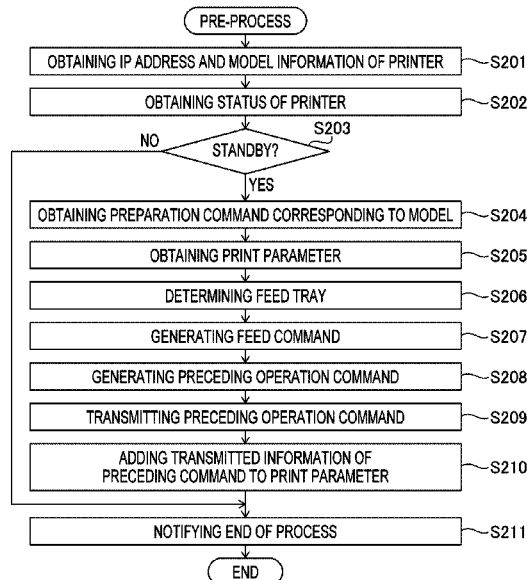 PRE-PROCESS
OBTAINING IP ADDRESS AND MODEL INFORMATION OF PRINTER
S201
OBTAINING STATUS OF PRINTER
S202
S203
NO
STANDBY?
YES
OBTAINING PREPARATION COMMAND CORRESPONDING TO MODEL
S204
OBTAINING PRINT PARAMETER
S205
DETERMINING FEED TRAY
S206
GENERATING FEED COMMAND
S207
GENERATING PRECEDING OPERATION COMMAND
S208
TRANSMITTING PRECEDING OPERATION COMMAND
S209
ADDING TRANSMITTED INFORMATION OF
PRECEDING COMMAND TO PRINT PARAMETER
S210
NOTIFYING END OF PROCESS
S211
END